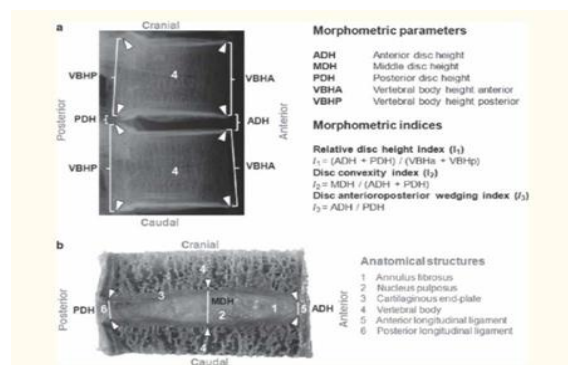 a
Cranial
Morphometric parameters
ADH Anterior disc height
MDH Middle disc height
PDH Posterior disc height
VBHA Vertebral body height anterior
VBHP Vertebral body height posterior
VBHP
4
VBHA
Posterior
PDH
ADH
Anterior
VBHP
4
VBHA
Caudal
Morphometric indices
Relative disc height index (I₁)
I₁ = (ADH + PDH) / (VBHa + VBHp)
Disc convexity index (I₂)
I₂ = MDH / (ADH + PDH)
Disc anterioroposterior wedging index (I₃)
I₃ = ADH / PDH
b
Cranial
4
Posterior
PDH
6
3
MDH
2
1
5
ADH
Anterior
4
Caudal
Anatomical structures
1 Annulus fibrosus
2 Nucleus pulposus
3 Cartilaginous end-plate
4 Vertebral body
5 Anterior longitudinal ligament
6 Posterior longitudinal ligament